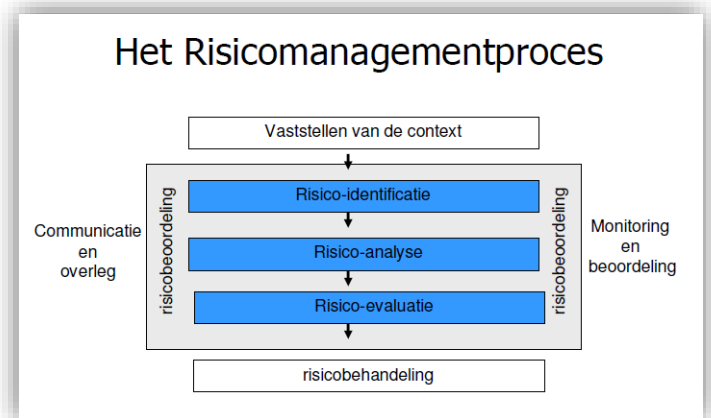 Het Risicomanagementproces
Vaststellen van de context
Communicatie
en
overleg
risicobeoordeling
Risico-identificatie
Risico-analyse
Risico-evaluatie
risicobeoordeling
Monitoring
en
beoordeling
risicobehandeling